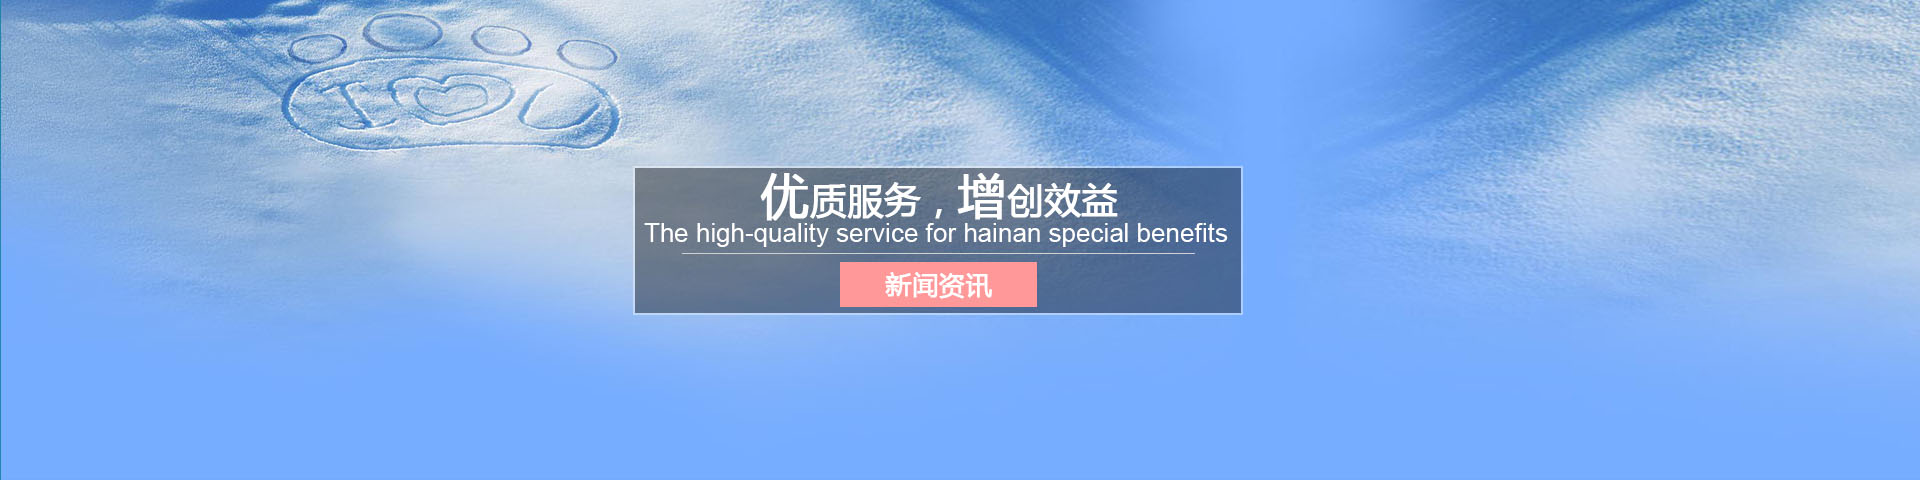 I ♡ U
优质服务，增创效益
The high-quality service for hainan special benefits
新闻资讯